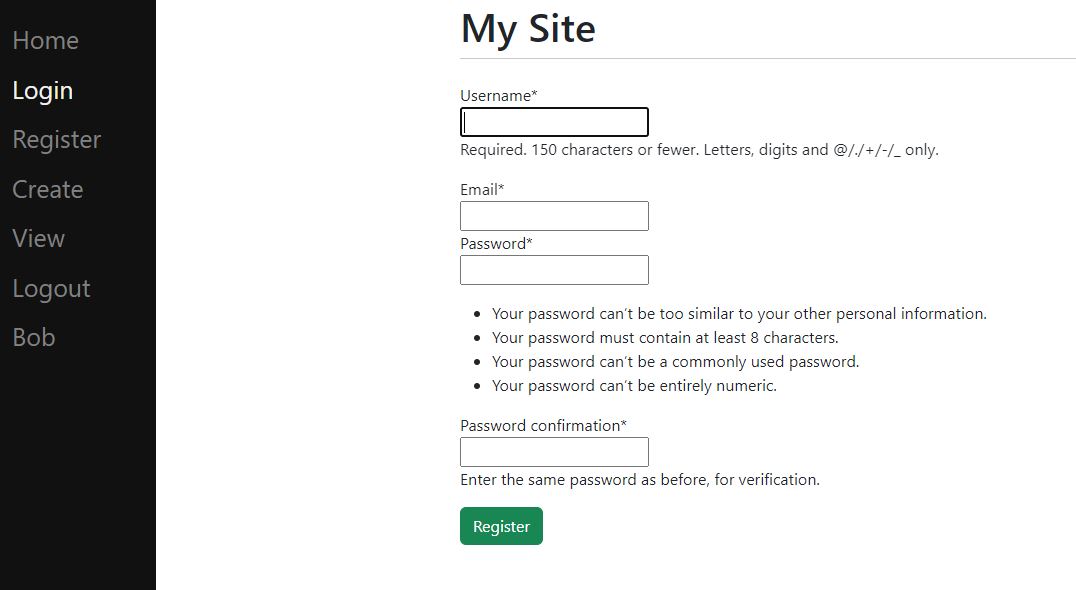 Home
Login
Register
Create
View
Logout
Bob
My Site
Username*
Required. 150 characters or fewer. Letters, digits and @/./+/-/_ only.
Email*
Password*
Your password can’t be too similar to your other personal information.
Your password must contain at least 8 characters.
Your password can’t be a commonly used password.
Your password can’t be entirely numeric.
Password confirmation*
Enter the same password as before, for verification.
Register